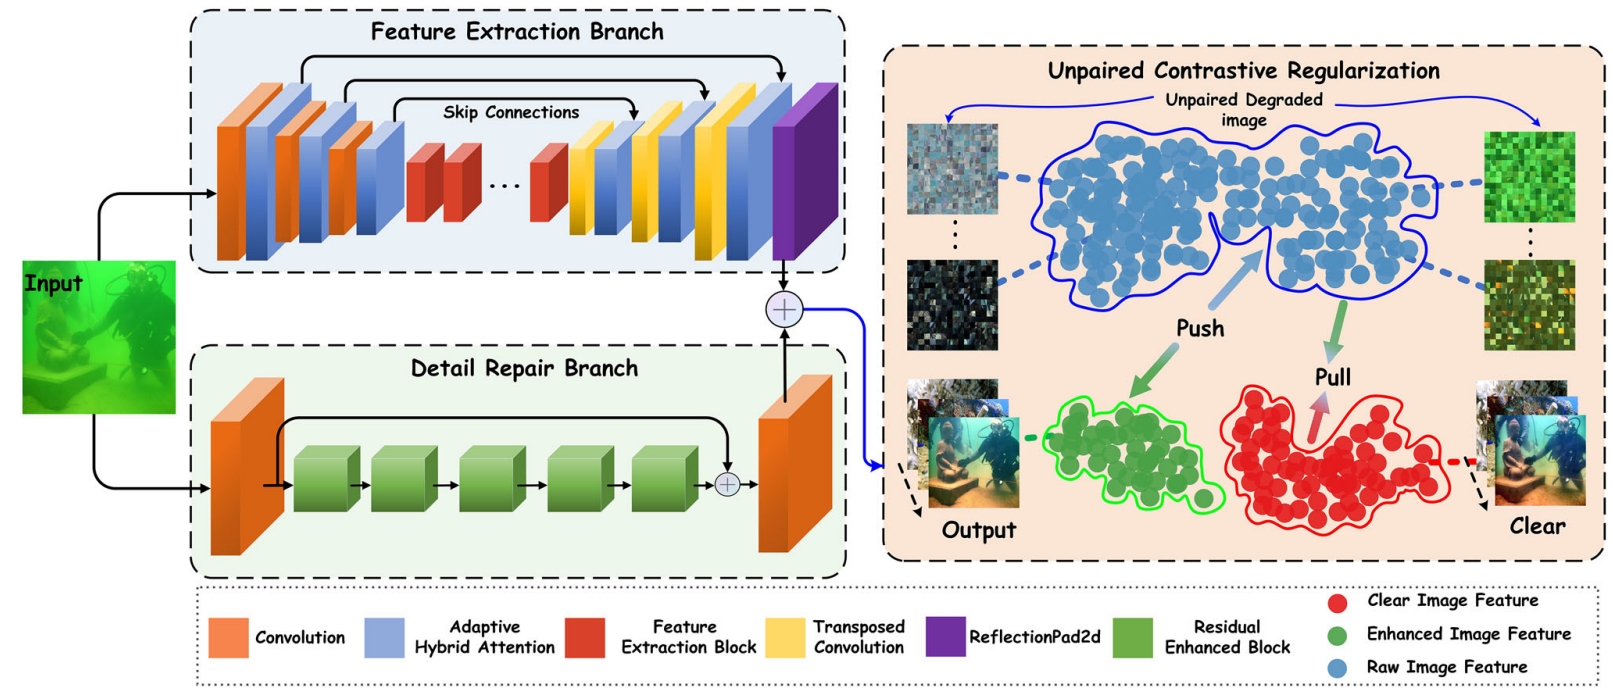 Feature Extraction Branch
Skip Connections
Input
Detail Repair Branch
Unpaired Contrastive Regularization
Unpaired Degraded
image
Push
Pull
Output
Clear
Convolution
Adaptive
Hybrid Attention
Feature
Extraction Block
Transposed
Convolution
ReflectionPad2d
Residual
Enhanced Block
Clear Image Feature
Enhanced Image Feature
Raw Image Feature